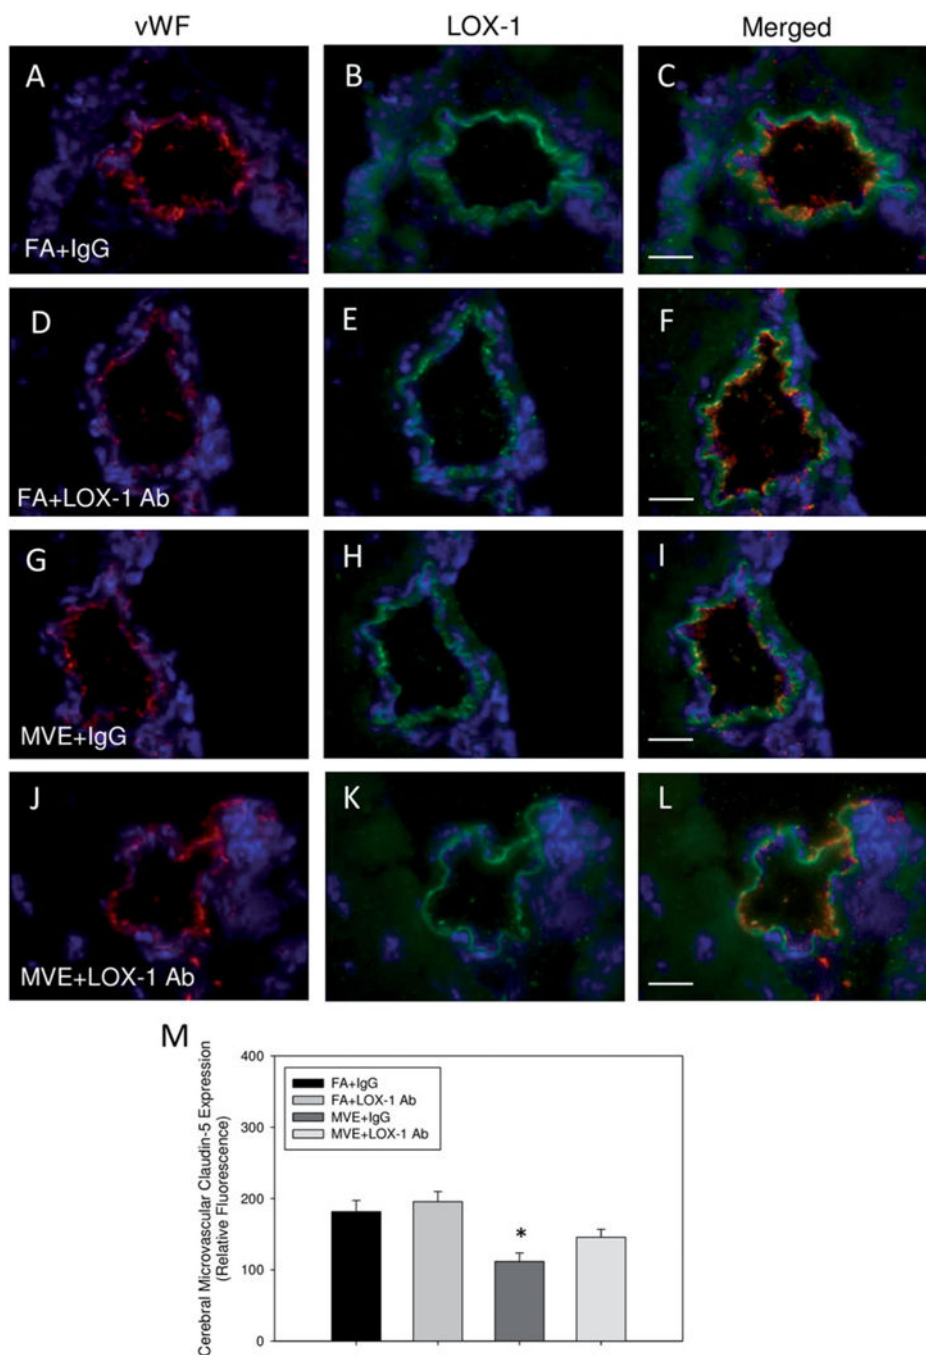 vWF LOX-1 Merged
A B C
FA+IgG
D E F
FA+LOX-1 Ab
G H I
MVE+IgG
J K L
MVE+LOX-1 Ab
M
Cerebral Microvascular Claudin-5 Expression
(Relative Fluorescence)
400
300
200
100
0
FA+IgG
FA+LOX-1 Ab
MVE+IgG
MVE+LOX-1 Ab
*